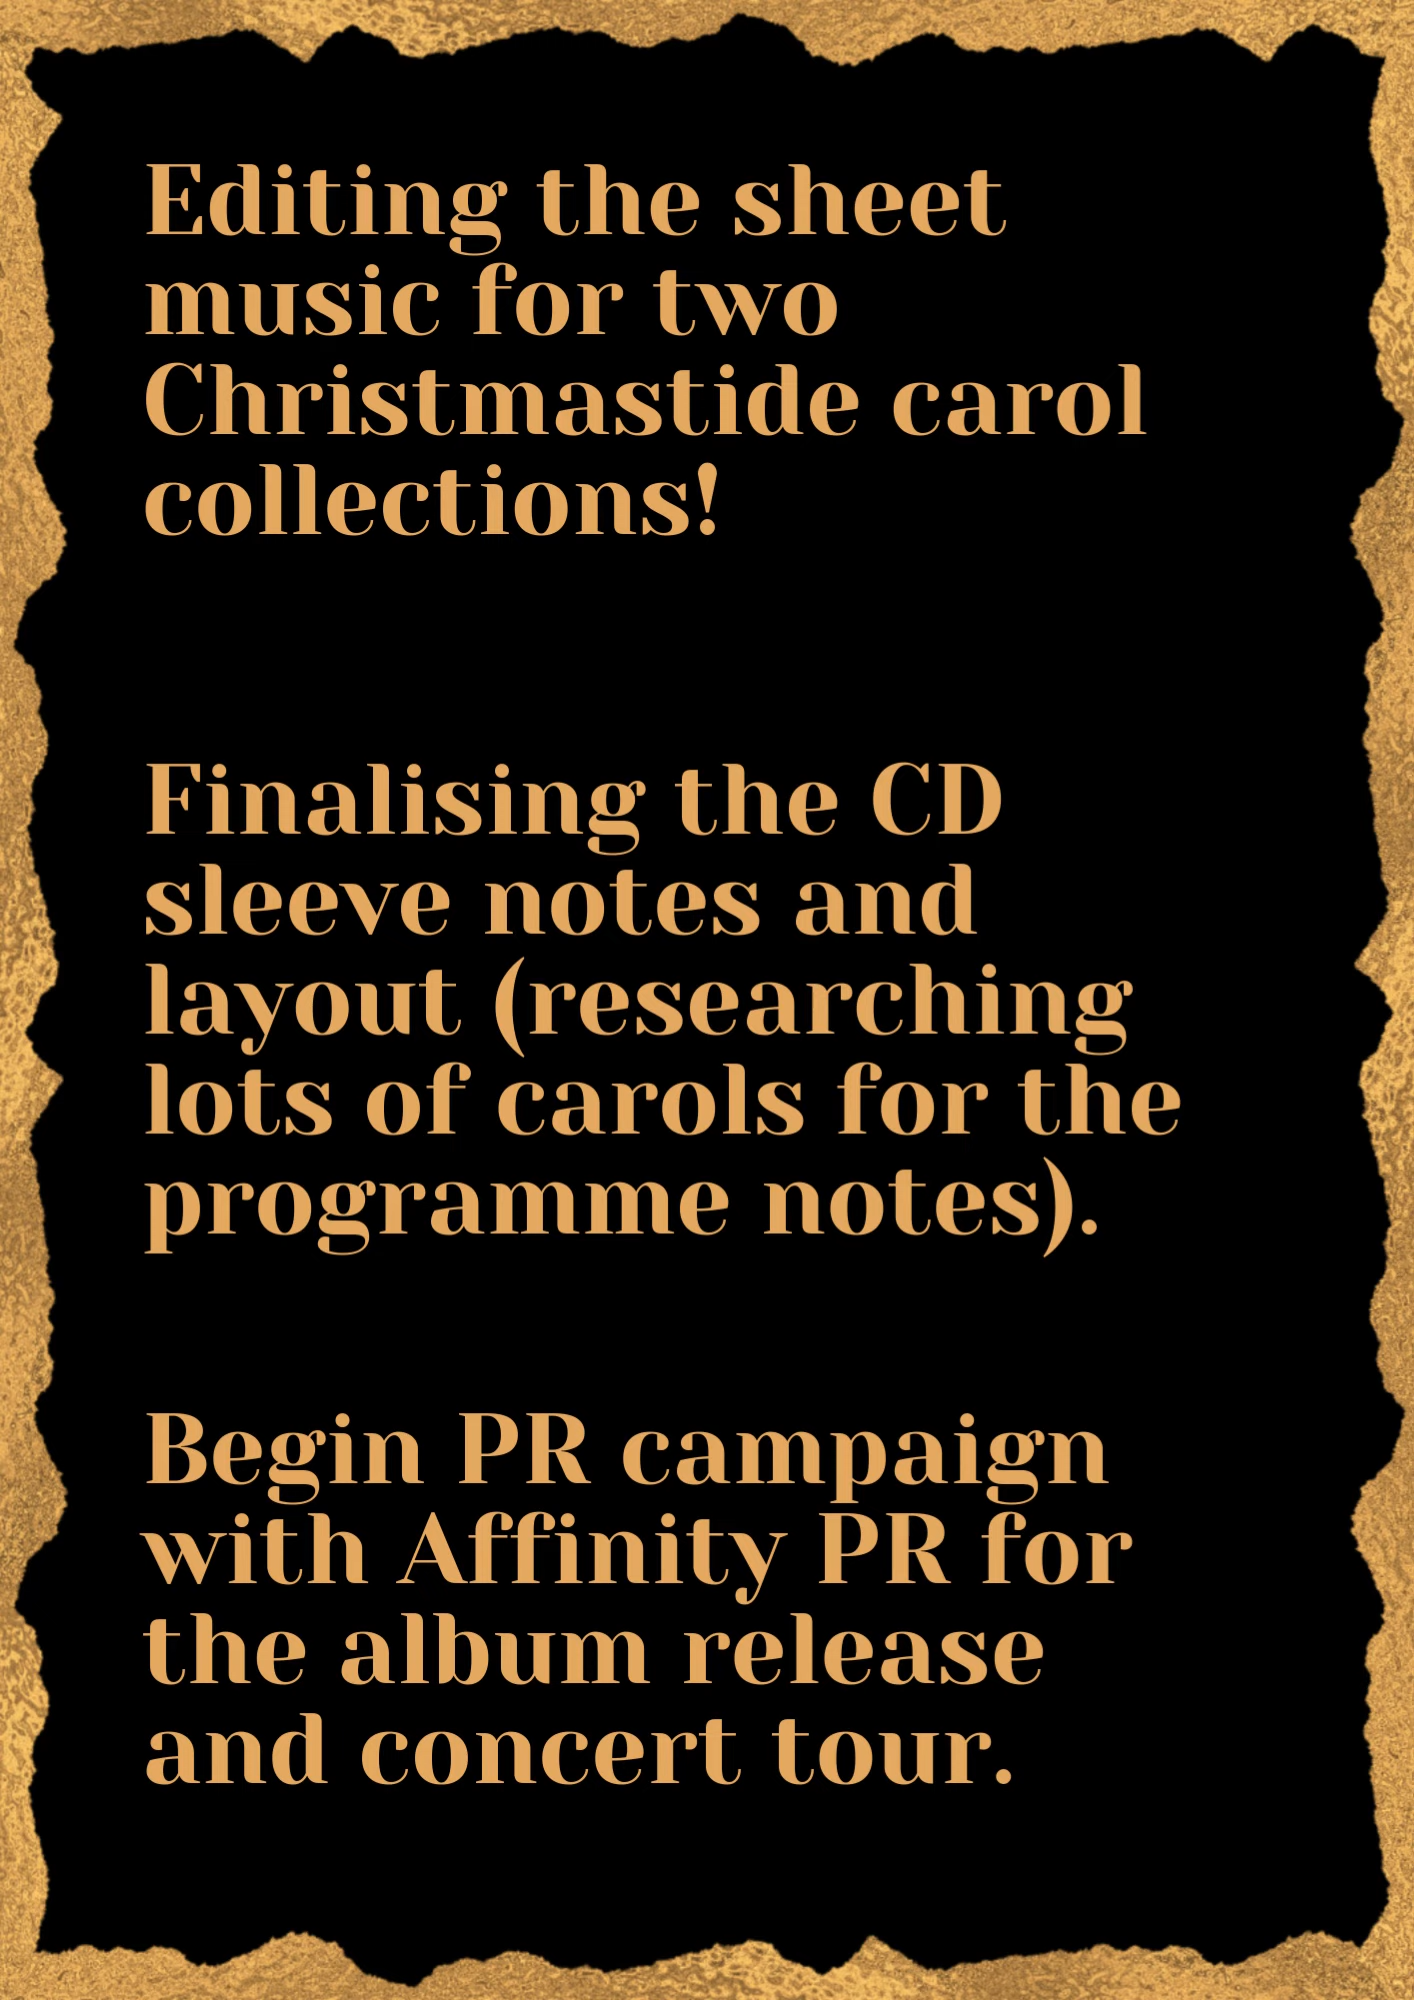 Editing the sheet
music for two
Christmastide carol
collections!
Finalising the CD
sleeve notes and
layout (researching
lots of carols for the
programme notes).
Begin PR campaign
with Affinity PR for
the album release
and concert tour.